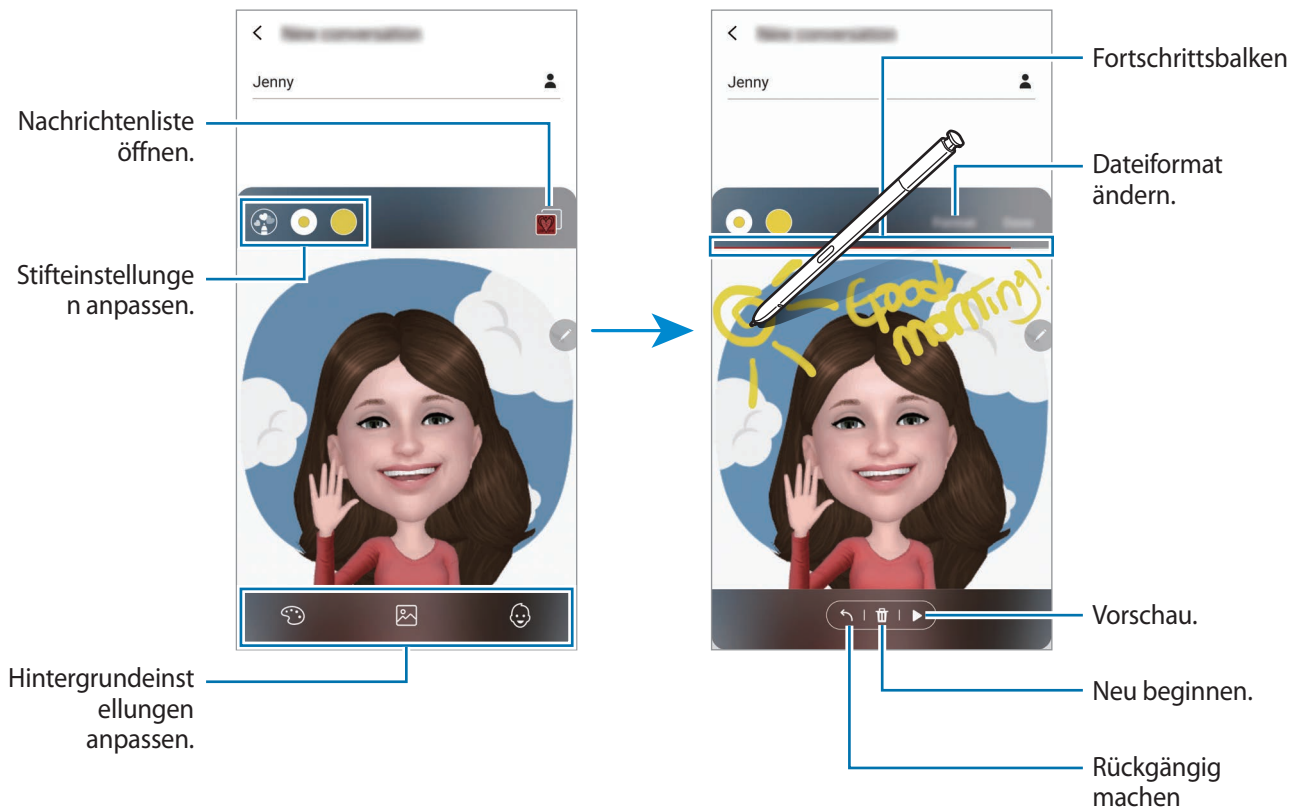 Jenny
Nachrichtenliste
öffnen.
Stifteinstellunge
n anpassen.
Hintergrundeinst
ellungen
anpassen.
Jenny
Fortschrittsbalken
Dateiformat
ändern.
Good
morning!
Vorschau.
Neu beginnen.
Rückgängig
machen